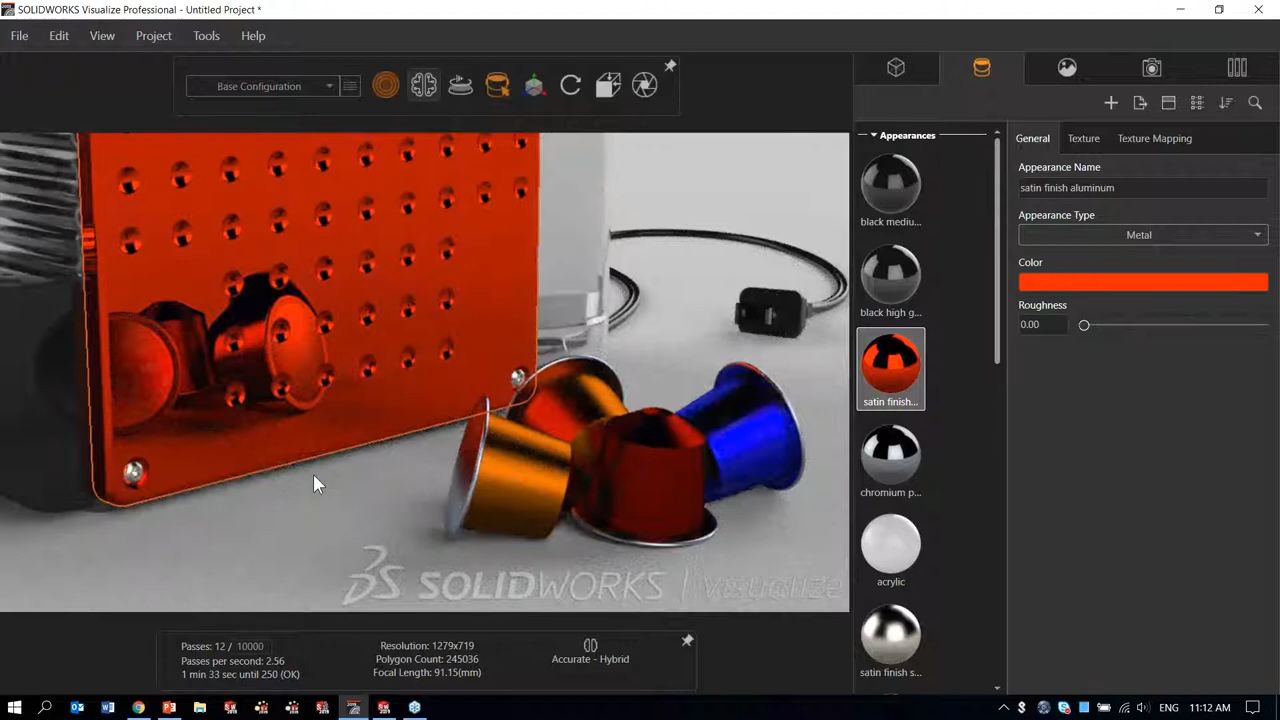 SOLIDWORKS Visualize Professional - Untitled Project *
File Edit View Project Tools Help
Base Configuration
Appearances
General Texture Texture Mapping
Appearance Name
satin finish aluminum
black mediu...
Appearance Type
Metal
Color
black high g...
Roughness
0.00
satin finish...
chromium p...
acrylic
satin finish s...
SOLIDWORKS | Visualize
Passes: 12 / 10000
Passes per second: 2.56
1 min 33 sec until 250 (OK)
Resolution: 1279x719
Polygon Count: 245036
Focal Length: 91.15(mm)
Accurate - Hybrid
ENG 11:12 AM